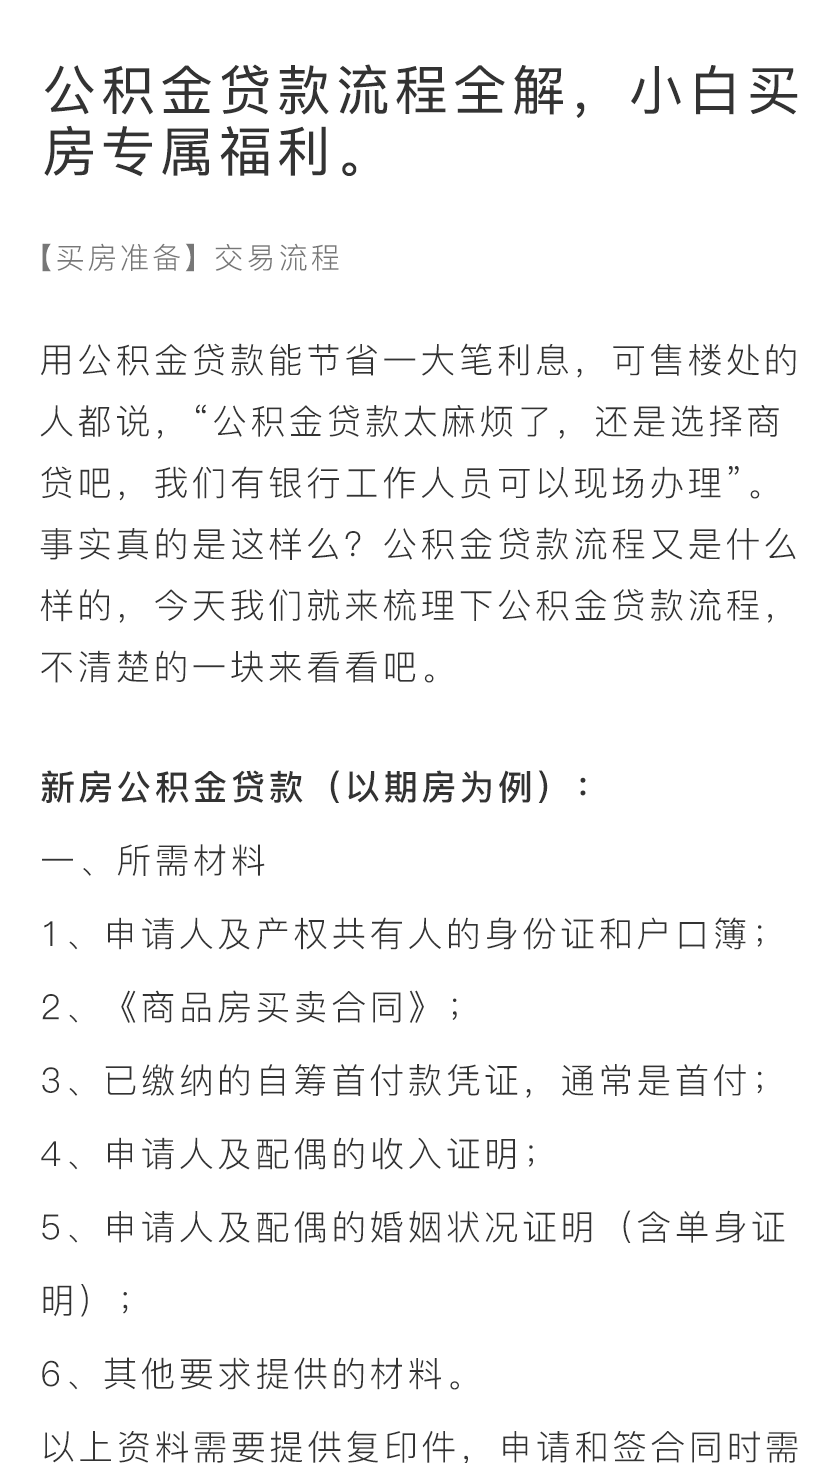 公积金贷款流程全解，小白买
房专属福利。
【买房准备】交易流程
用公积金贷款能节省一大笔利息，可售楼处的
人都说，“公积金贷款太麻烦了，还是选择商
贷吧，我们有银行工作人员可以现场办理”。
事实真的是这样么？公积金贷款流程又是什么
样的，今天我们就来梳理下公积金贷款流程，
不清楚的一块来看看吧。
新房公积金贷款（以期房为例）：
一、所需材料
1、申请人及产权共有人的身份证和户口簿；
2、《商品房买卖合同》；
3、已缴纳的自筹首付款凭证，通常是首付；
4、申请人及配偶的收入证明；
5、申请人及配偶的婚姻状况证明（含单身证
明）；
6、其他要求提供的材料。
以上资料需要提供复印件，申请和签合同时需